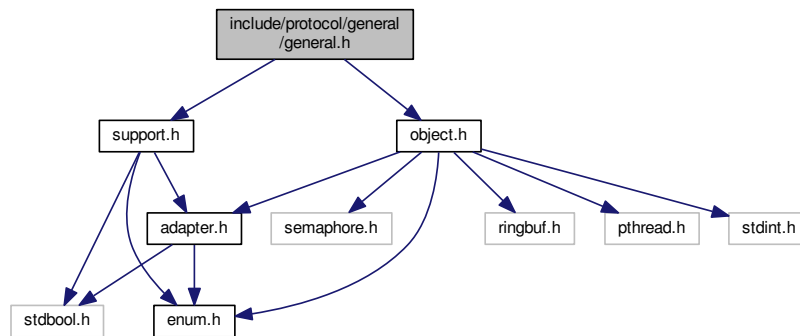 include/protocol/general
/general.h
support.h
object.h
adapter.h
semaphore.h
ringbuf.h
pthread.h
stdint.h
stdbool.h
enum.h